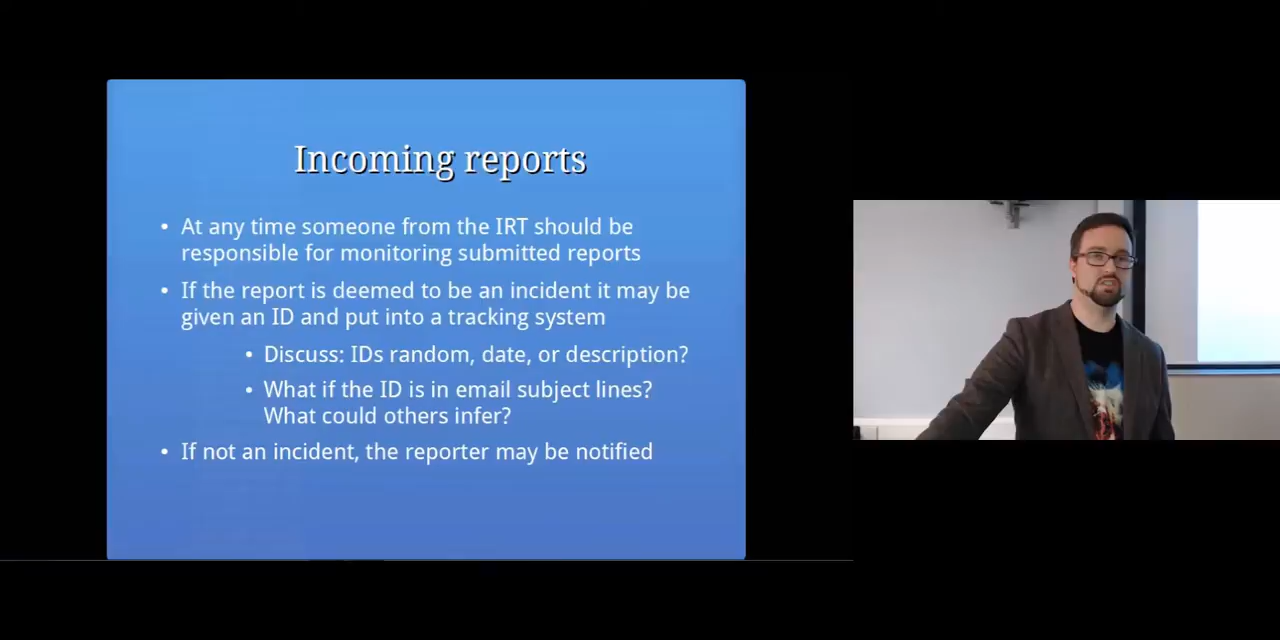 Incoming reports
• At any time someone from the IRT should be
responsible for monitoring submitted reports
• If the report is deemed to be an incident it may be
given an ID and put into a tracking system
• Discuss: IDs random, date, or description?
• What if the ID is in email subject lines?
What could others infer?
• If not an incident, the reporter may be notified